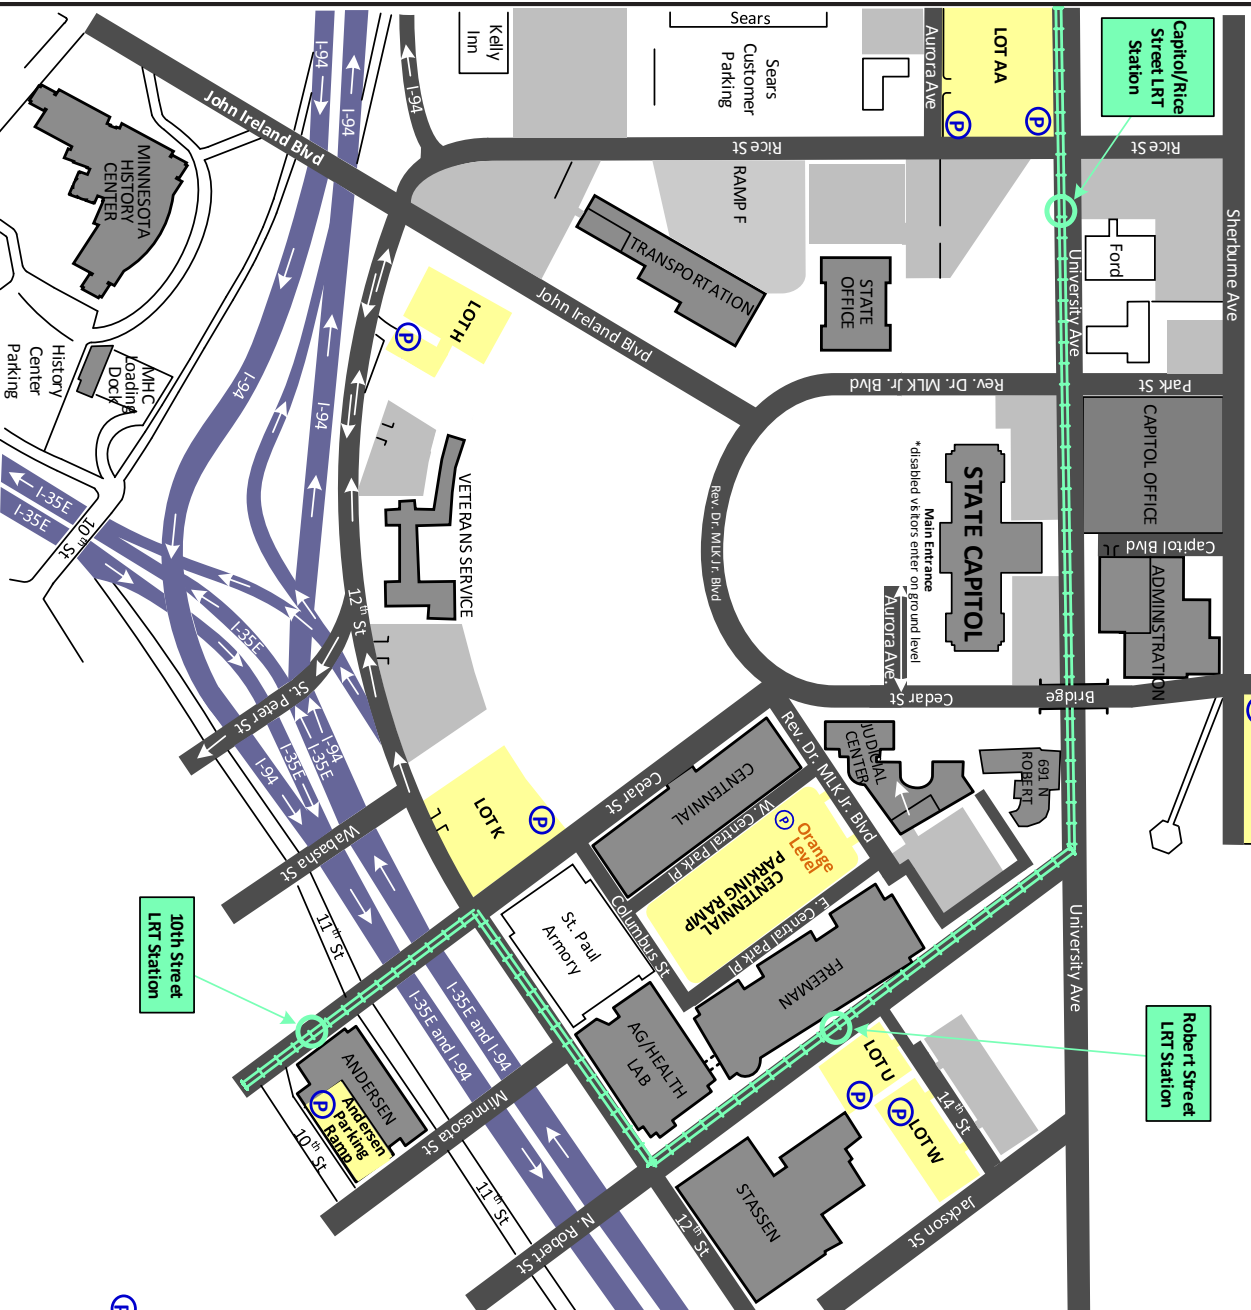 Sears
Kelly
Inn
Sears
Customer
Parking
Aurora Ave
LOT AA
P
P
Capitol/Rice
Street LRT
Station
I-94
I-94
I-94
John Ireland Blvd
Rice St
Rice St
MINNESOTA
HISTORY
CENTER
RAMP F
TRANSPORTATION
STATE
OFFICE
Ford
University Ave
Sherburne Ave
LOT H
P
John Ireland Blvd
MHC
Loading
Dock
History
Center
Parking
I-94
I-94
Rev. Dr. MLK Jr. Blvd
Park St
CAPITOL OFFICE
STATE CAPITOL
Main Entrance
*disabled visitors enter on ground level
Rev. Dr. MLK Jr. Blvd
Capitol Blvd
ADMINISTRATION
I-35E
I-35E
10th St
VETERANS SERVICE
12th St
Aurora Ave
I-35E
St. Peter St
Cedar St
Bridge
I-94
I-35E
I-35E
I-94
LOT K
P
Cedar St
CENTENNIAL
Rev. Dr. MLK Jr. Blvd
JUDICIAL
CENTER
691 N
ROBERT
W. Central Park Pl
P
Orange
Level
CENTENNIAL
PARKING RAMP
E. Central Park Pl
Wabasha St
11th St
St. Paul
Armory
Columbus St
FREEMAN
University Ave
10th Street
LRT Station
I-35E and I-94
I-35E and I-94
AG/HEALTH
LAB
LOT U
P
P
LOT W
14th St
Robert Street
LRT Station
ANDERSEN
P
Andersen
Parking
Ramp
10th St
Minnesota St
11th St
N. Robert St
12th St
STASSEN
Jackson St
P